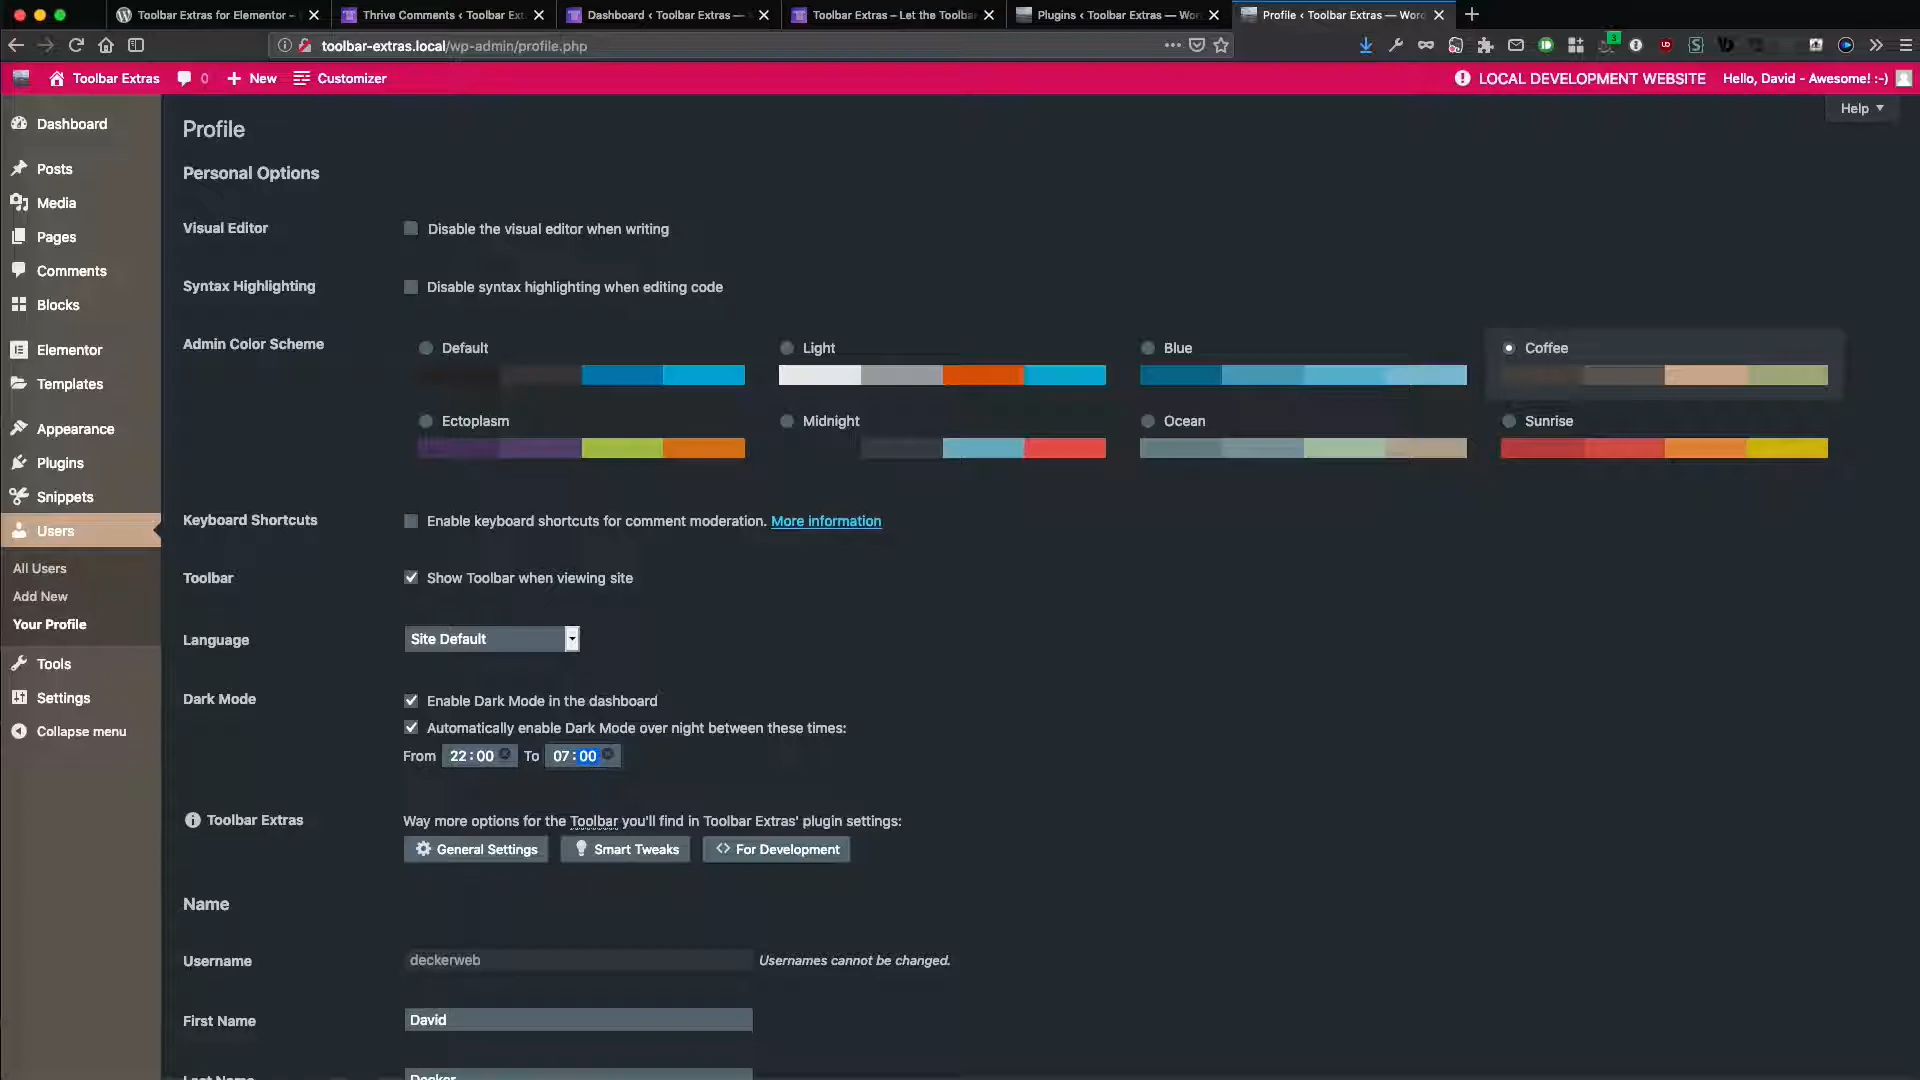 Toolbar Extras for Elementor –
Thrive Comments ‹ Toolbar Ext
Dashboard ‹ Toolbar Extras —
Toolbar Extras – Let the Toolba
Plugins ‹ Toolbar Extras — Wor
Profile ‹ Toolbar Extras — Word
toolbar-extras.local/wp-admin/profile.php
3
Toolbar Extras
0
New
Customizer
LOCAL DEVELOPMENT WEBSITE
Hello, David - Awesome! :-)
Help
Dashboard
Posts
Media
Pages
Comments
Blocks
Elementor
Templates
Appearance
Plugins
Snippets
Users
All Users
Add New
Your Profile
Tools
Settings
Collapse menu
Profile
Personal Options
Visual Editor
Disable the visual editor when writing
Syntax Highlighting
Disable syntax highlighting when editing code
Admin Color Scheme
Default
Light
Blue
Coffee
Ectoplasm
Midnight
Ocean
Sunrise
Keyboard Shortcuts
Enable keyboard shortcuts for comment moderation. More information
Toolbar
Show Toolbar when viewing site
Language
Site Default
Dark Mode
Enable Dark Mode in the dashboard
Automatically enable Dark Mode over night between these times:
From 22:00 To 07:00
Toolbar Extras
Way more options for the Toolbar you'll find in Toolbar Extras' plugin settings:
General Settings
Smart Tweaks
For Development
Name
Username
deckerweb
Usernames cannot be changed.
First Name
David
Last Name
Decker